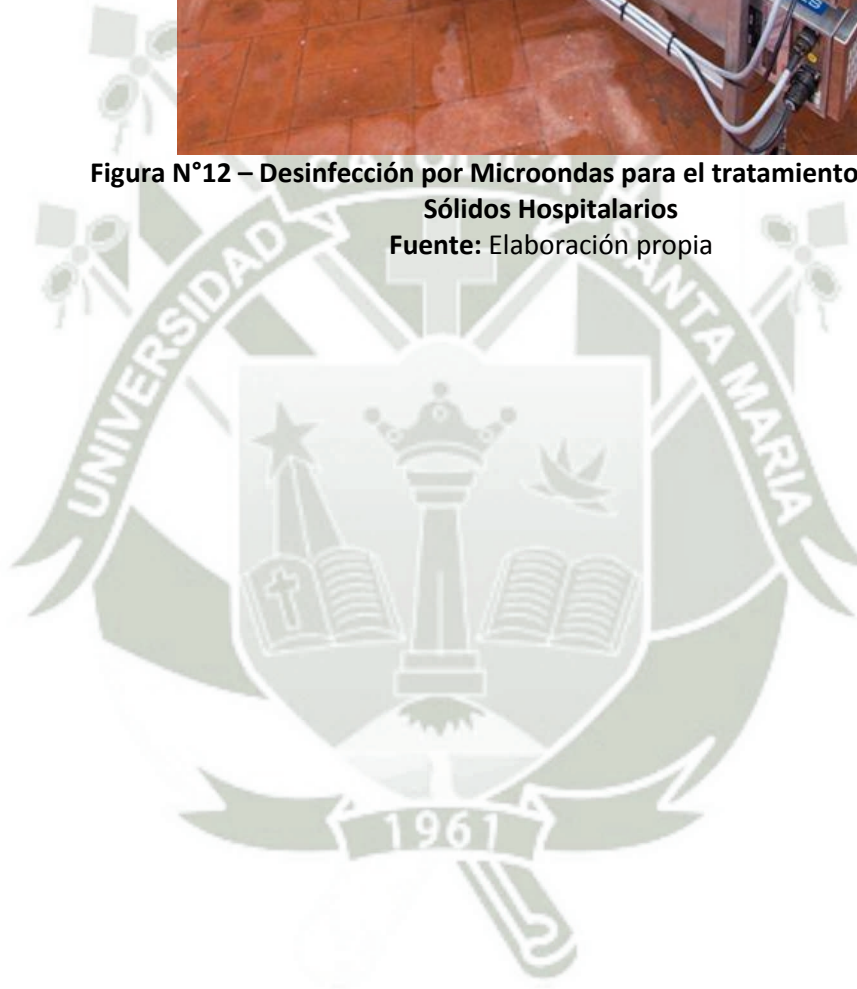 Figura N°12 – Desinfección por Microondas para el tratamiento
Sólidos Hospitalarios
Fuente: Elaboración propia
UNIVERSIDAD
SANTA MARIA
1961